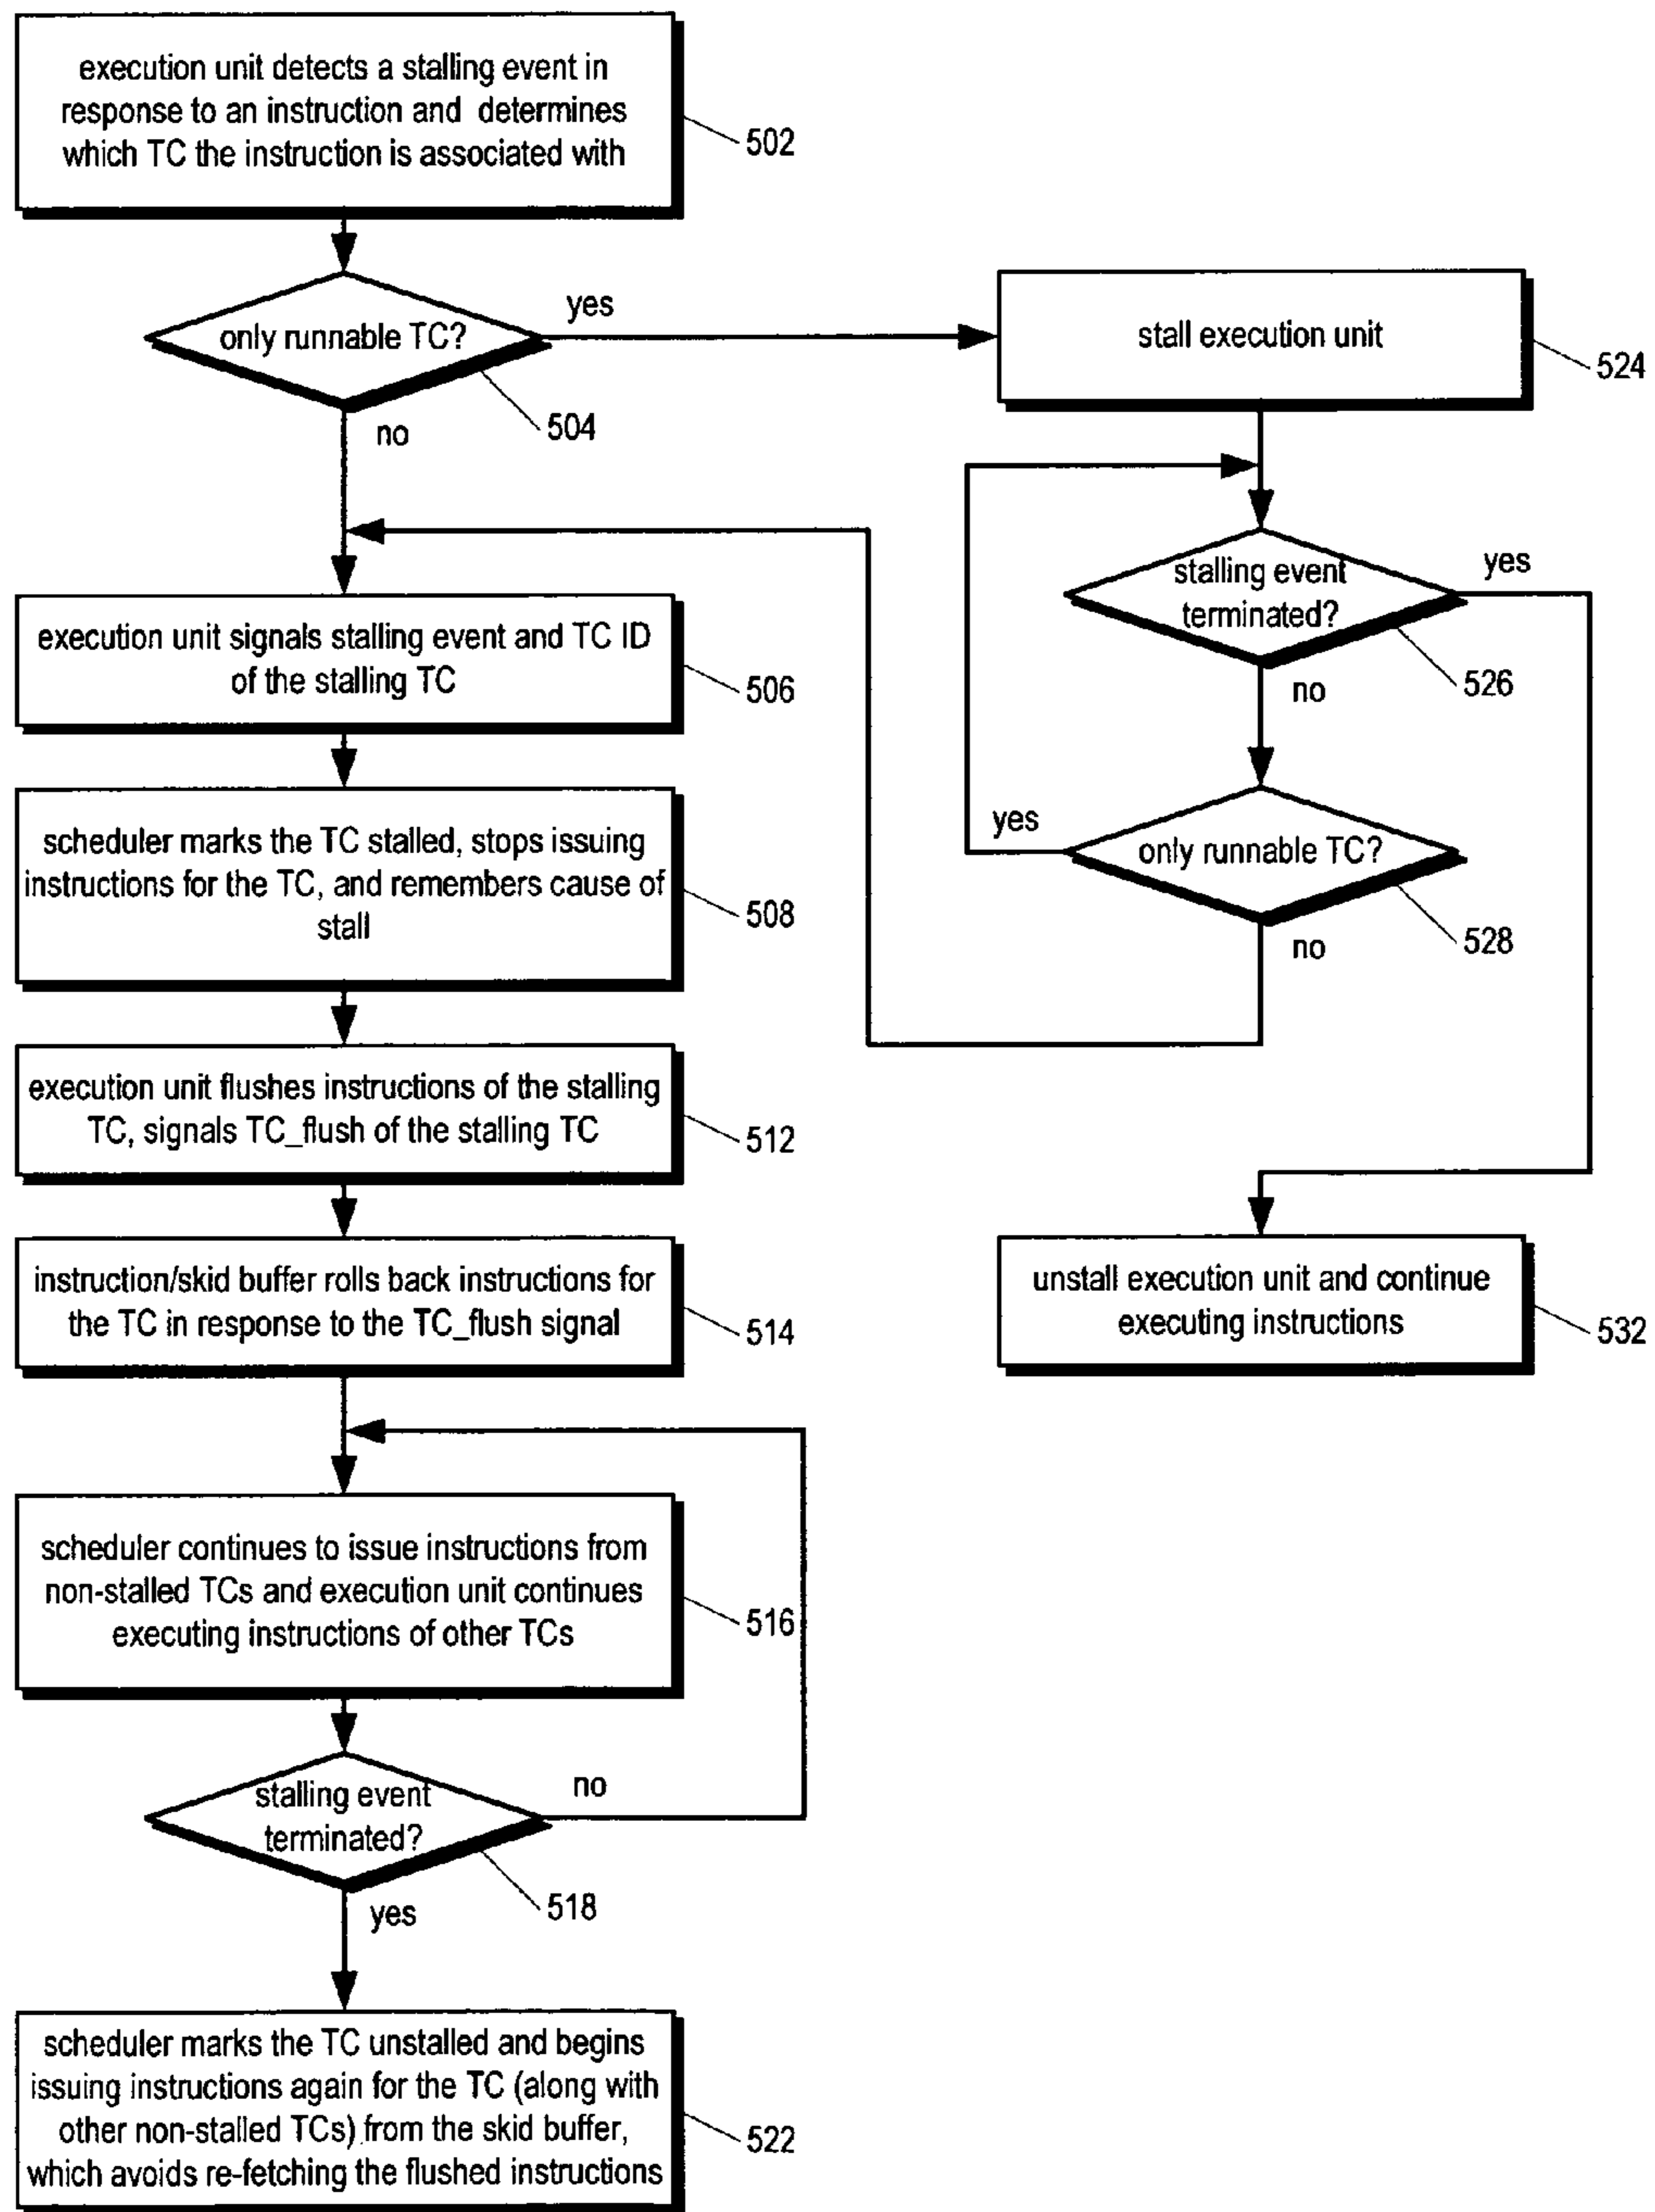 execution unit detects a stalling event in
response to an instruction and determines
which TC the instruction is associated with
502
only runnable TC?
yes
no
504
stall execution unit
524
stalling event
terminated?
yes
no
526
only runnable TC?
yes
no
528
unstall execution unit and continue
executing instructions
532
execution unit signals stalling event and TC ID
of the stalling TC
506
scheduler marks the TC stalled, stops issuing
instructions for the TC, and remembers cause of
stall
508
execution unit flushes instructions of the stalling
TC, signals TC_flush of the stalling TC
512
instruction/skid buffer rolls back instructions for
the TC in response to the TC_flush signal
514
scheduler continues to issue instructions from
non-stalled TCs and execution unit continues
executing instructions of other TCs
516
stalling event
terminated?
no
yes
518
scheduler marks the TC unstalled and begins
issuing instructions again for the TC (along with
other non-stalled TCs) from the skid buffer,
which avoids re-fetching the flushed instructions
522